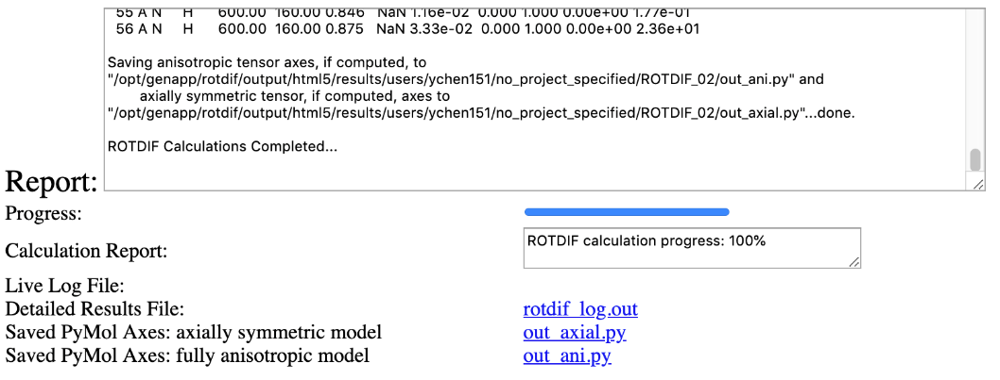 55 A N H 600.00 160.00 0.846 NaN 1.16e-02 0.000 1.000 0.00e+00 1.77e-01
56 A N H 600.00 160.00 0.875 NaN 3.33e-02 0.000 1.000 0.00e+00 2.36e+01
Saving anisotropic tensor axes, if computed, to
"/opt/genapp/rotdif/output/html5/results/users/ychen151/no_project_specified/ROTDIF_02/out_ani.py" and
axially symmetric tensor, if computed, axes to
"/opt/genapp/rotdif/output/html5/results/users/ychen151/no_project_specified/ROTDIF_02/out_axial.py"...done.
ROTDIF Calculations Completed...
Report:
Progress:
Calculation Report: ROTDIF calculation progress: 100%
Live Log File:
Detailed Results File: rotdif_log.out
Saved PyMol Axes: axially symmetric model out_axial.py
Saved PyMol Axes: fully anisotropic model out_ani.py